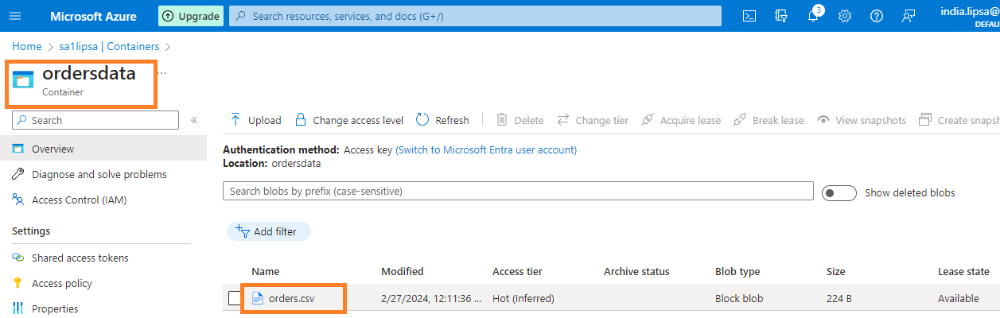 Microsoft Azure
Upgrade
Search resources, services, and docs (G+/)
3
india.lipsa@
DEFAU
Home > sa1lipsa | Containers >
ordersdata ...
Container
Search
«
Upload
Change access level
Refresh
Delete
Change tier
Acquire lease
Break lease
View snapshots
Create snapsh
Overview
Diagnose and solve problems
Access Control (IAM)
Settings
Shared access tokens
Access policy
Properties
Authentication method: Access key (Switch to Microsoft Entra user account)
Location: ordersdata
Search blobs by prefix (case-sensitive)
Show deleted blobs
Add filter
Name Modified Access tier Archive status Blob type Size Lease state
orders.csv 2/27/2024, 12:11:36 ... Hot (Inferred) Block blob 224 B Available